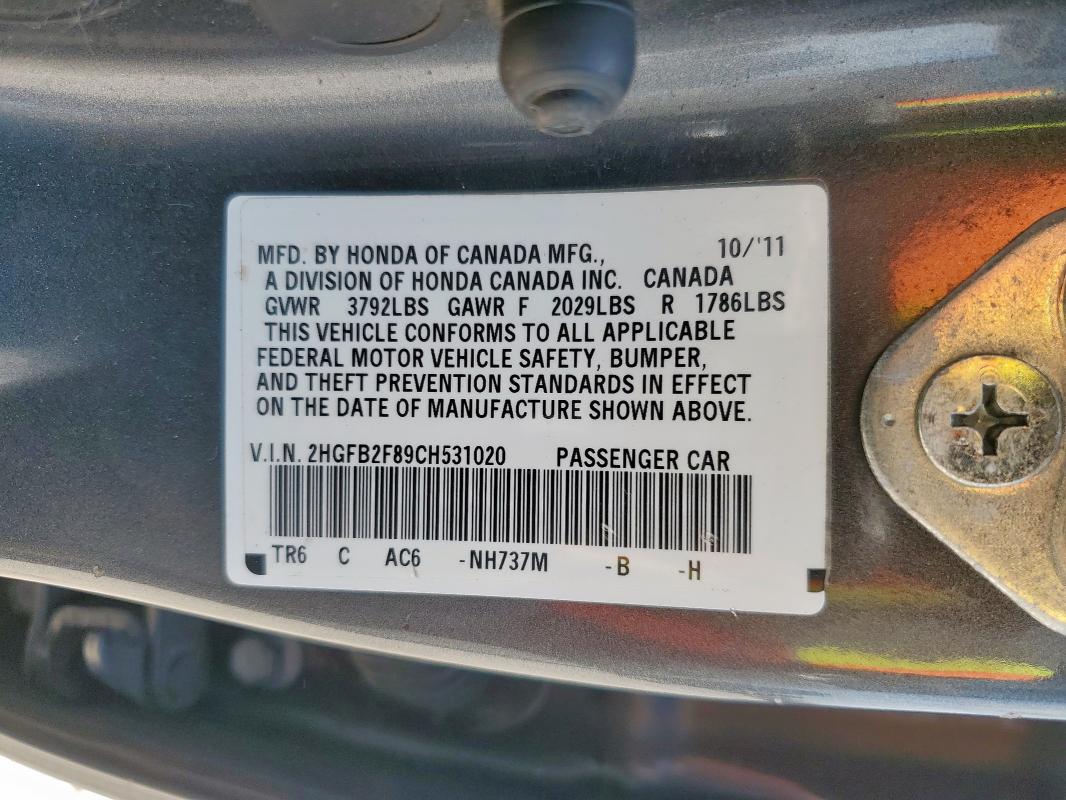 MFD. BY HONDA OF CANADA MFG., 10/'11
A DIVISION OF HONDA CANADA INC. CANADA
GVWR 3792LBS GAWR F 2029LBS R 1786LBS
THIS VEHICLE CONFORMS TO ALL APPLICABLE
FEDERAL MOTOR VEHICLE SAFETY, BUMPER,
AND THEFT PREVENTION STANDARDS IN EFFECT
ON THE DATE OF MANUFACTURE SHOWN ABOVE.
V.I.N. 2HGFB2F89CH531020 PASSENGER CAR
TR6 C AC6 -NH737M -B -H